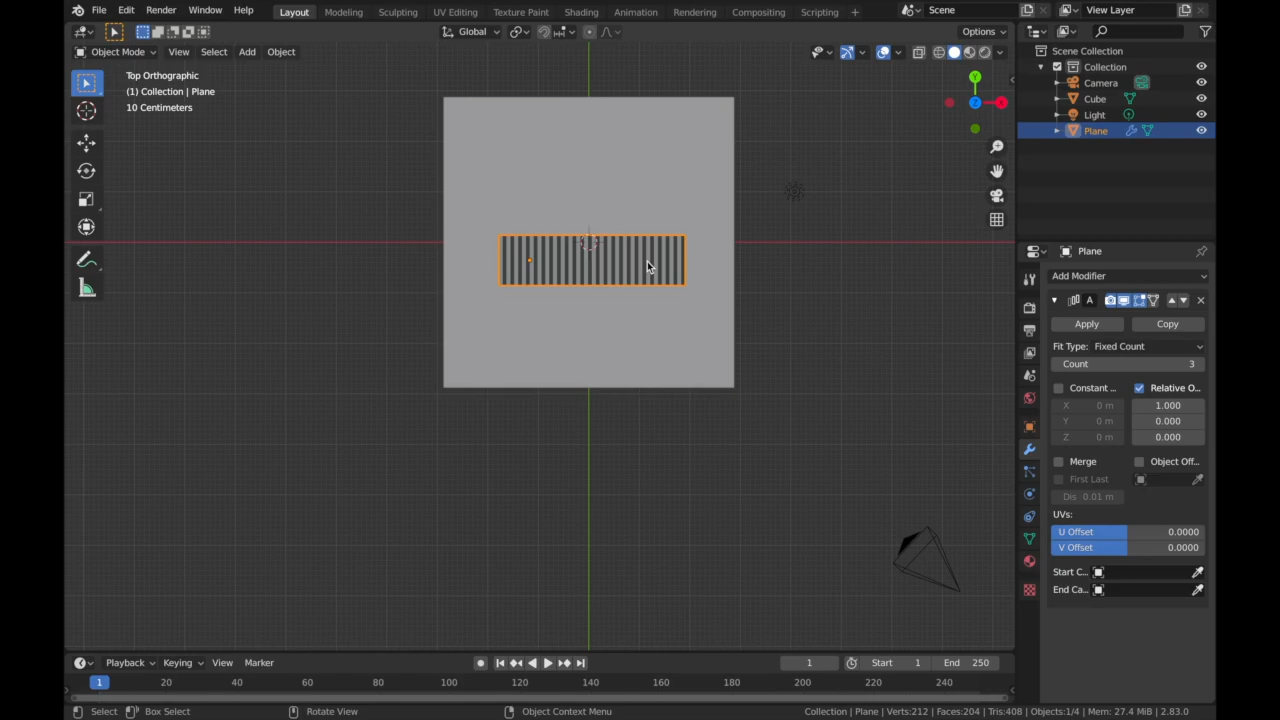 File Edit Render Window Help Layout Modeling Sculpting UV Editing Texture Paint Shading Animation Rendering Compositing Scripting + Scene View Layer
Global Options
Object Mode View Select Add Object
Top Orthographic
(1) Collection | Plane
10 Centimeters
Y
Z
X
Scene Collection
Collection
Camera
Cube
Light
Plane
Plane
Add Modifier
A
Apply Copy
Fit Type: Fixed Count
Count 3
Constant ... Relative O...
X 0 m 1.000
Y 0 m 0.000
Z 0 m 0.000
Merge Object Off...
First Last
Dis 0.01 m
UVs:
U Offset 0.0000
V Offset 0.0000
Start C...
End Ca...
Playback Keying View Marker 1 Start 1 End 250
1 20 40 60 80 100 120 140 160 180 200 220 240
Select Box Select Rotate View Object Context Menu Collection | Plane | Verts:212 | Faces:204 | Tris:408 | Objects:1/4 | Mem: 27.4 MiB | 2.83.0